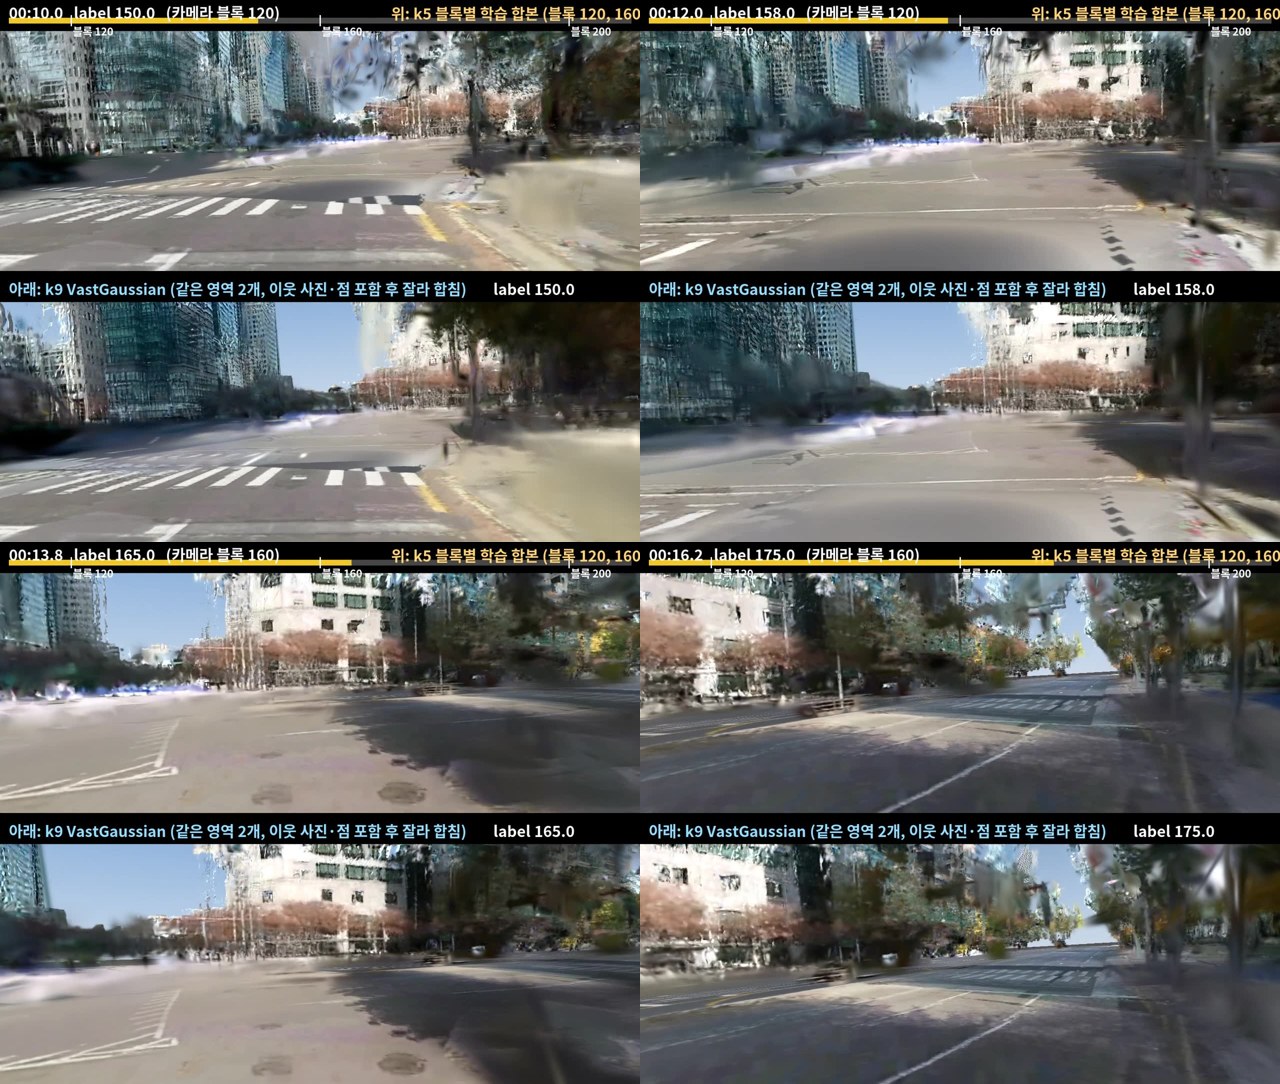 00:10.0 label 150.0 (카메라 블록 120) 위: k5 블록별 학습 합본 (블록 120, 160
블록 120 블록 160 블록 200
00:12.0 label 158.0 (카메라 블록 120) 위: k5 블록별 학습 합본 (블록 120, 160
블록 120 블록 160 블록 200
아래: k9 VastGaussian (같은 영역 2개, 이웃 사진·점 포함 후 잘라 합침) label 150.0
아래: k9 VastGaussian (같은 영역 2개, 이웃 사진·점 포함 후 잘라 합침) label 158.0
00:13.8 label 165.0 (카메라 블록 160) 위: k5 블록별 학습 합본 (블록 120, 160
블록 120 블록 160 블록 200
00:16.2 label 175.0 (카메라 블록 160) 위: k5 블록별 학습 합본 (블록 120, 160
블록 120 블록 160 블록 200
아래: k9 VastGaussian (같은 영역 2개, 이웃 사진·점 포함 후 잘라 합침) label 165.0
아래: k9 VastGaussian (같은 영역 2개, 이웃 사진·점 포함 후 잘라 합침) label 175.0